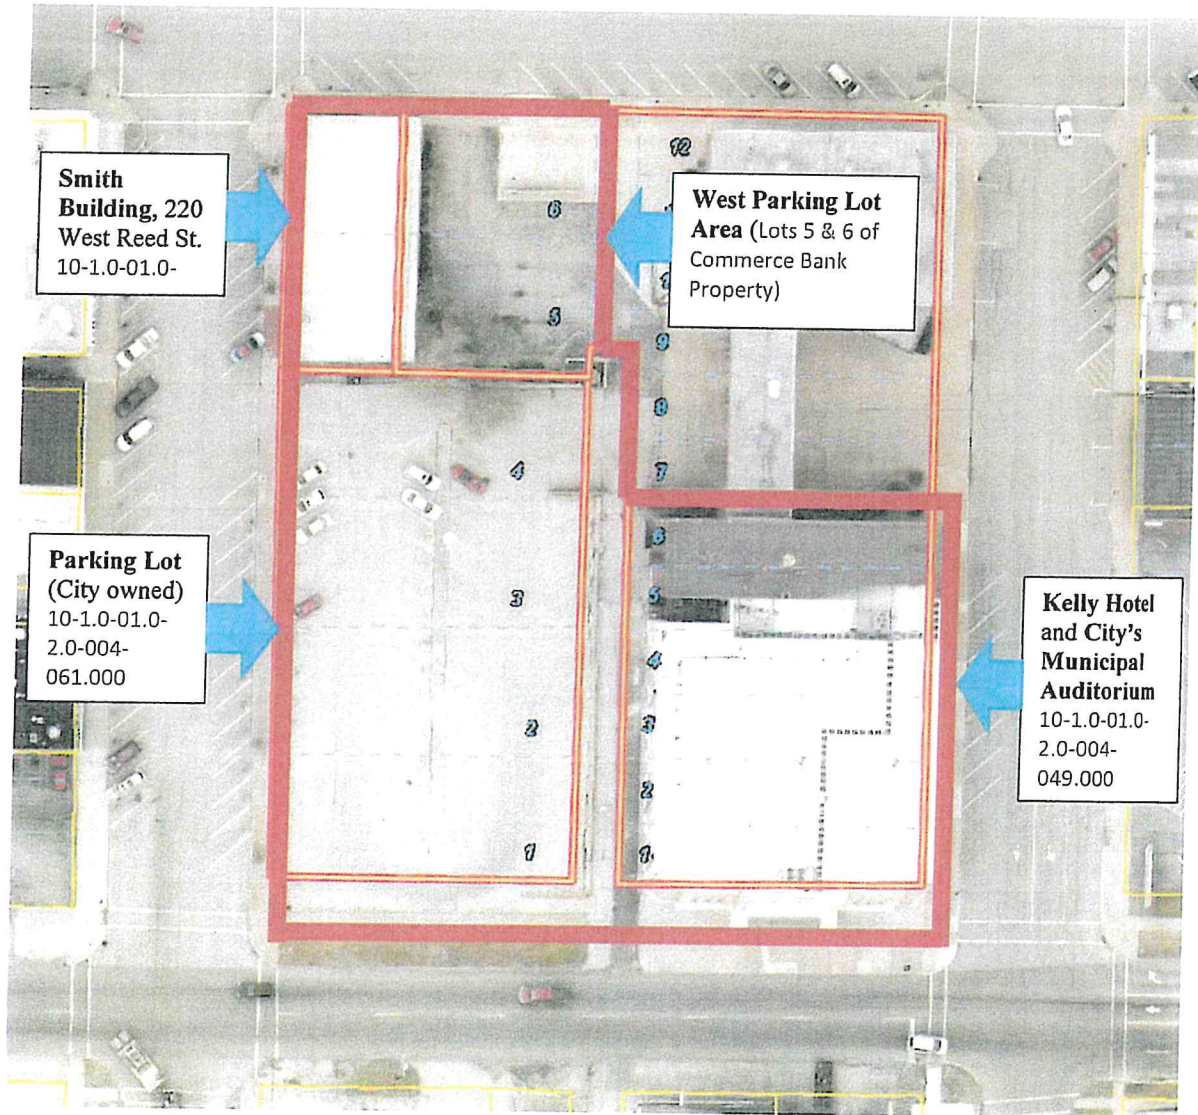 Smith
Building, 220
West Reed St.
10-1.0-01.0-
West Parking Lot
Area (Lots 5 & 6 of
Commerce Bank
Property)
Parking Lot
(City owned)
10-1.0-01.0-
2.0-004-
061.000
Kelly Hotel
and City's
Municipal
Auditorium
10-1.0-01.0-
2.0-004-
049.000
6
5
4
3
2
1
12
9
8
7
6
5
4
3
2
1